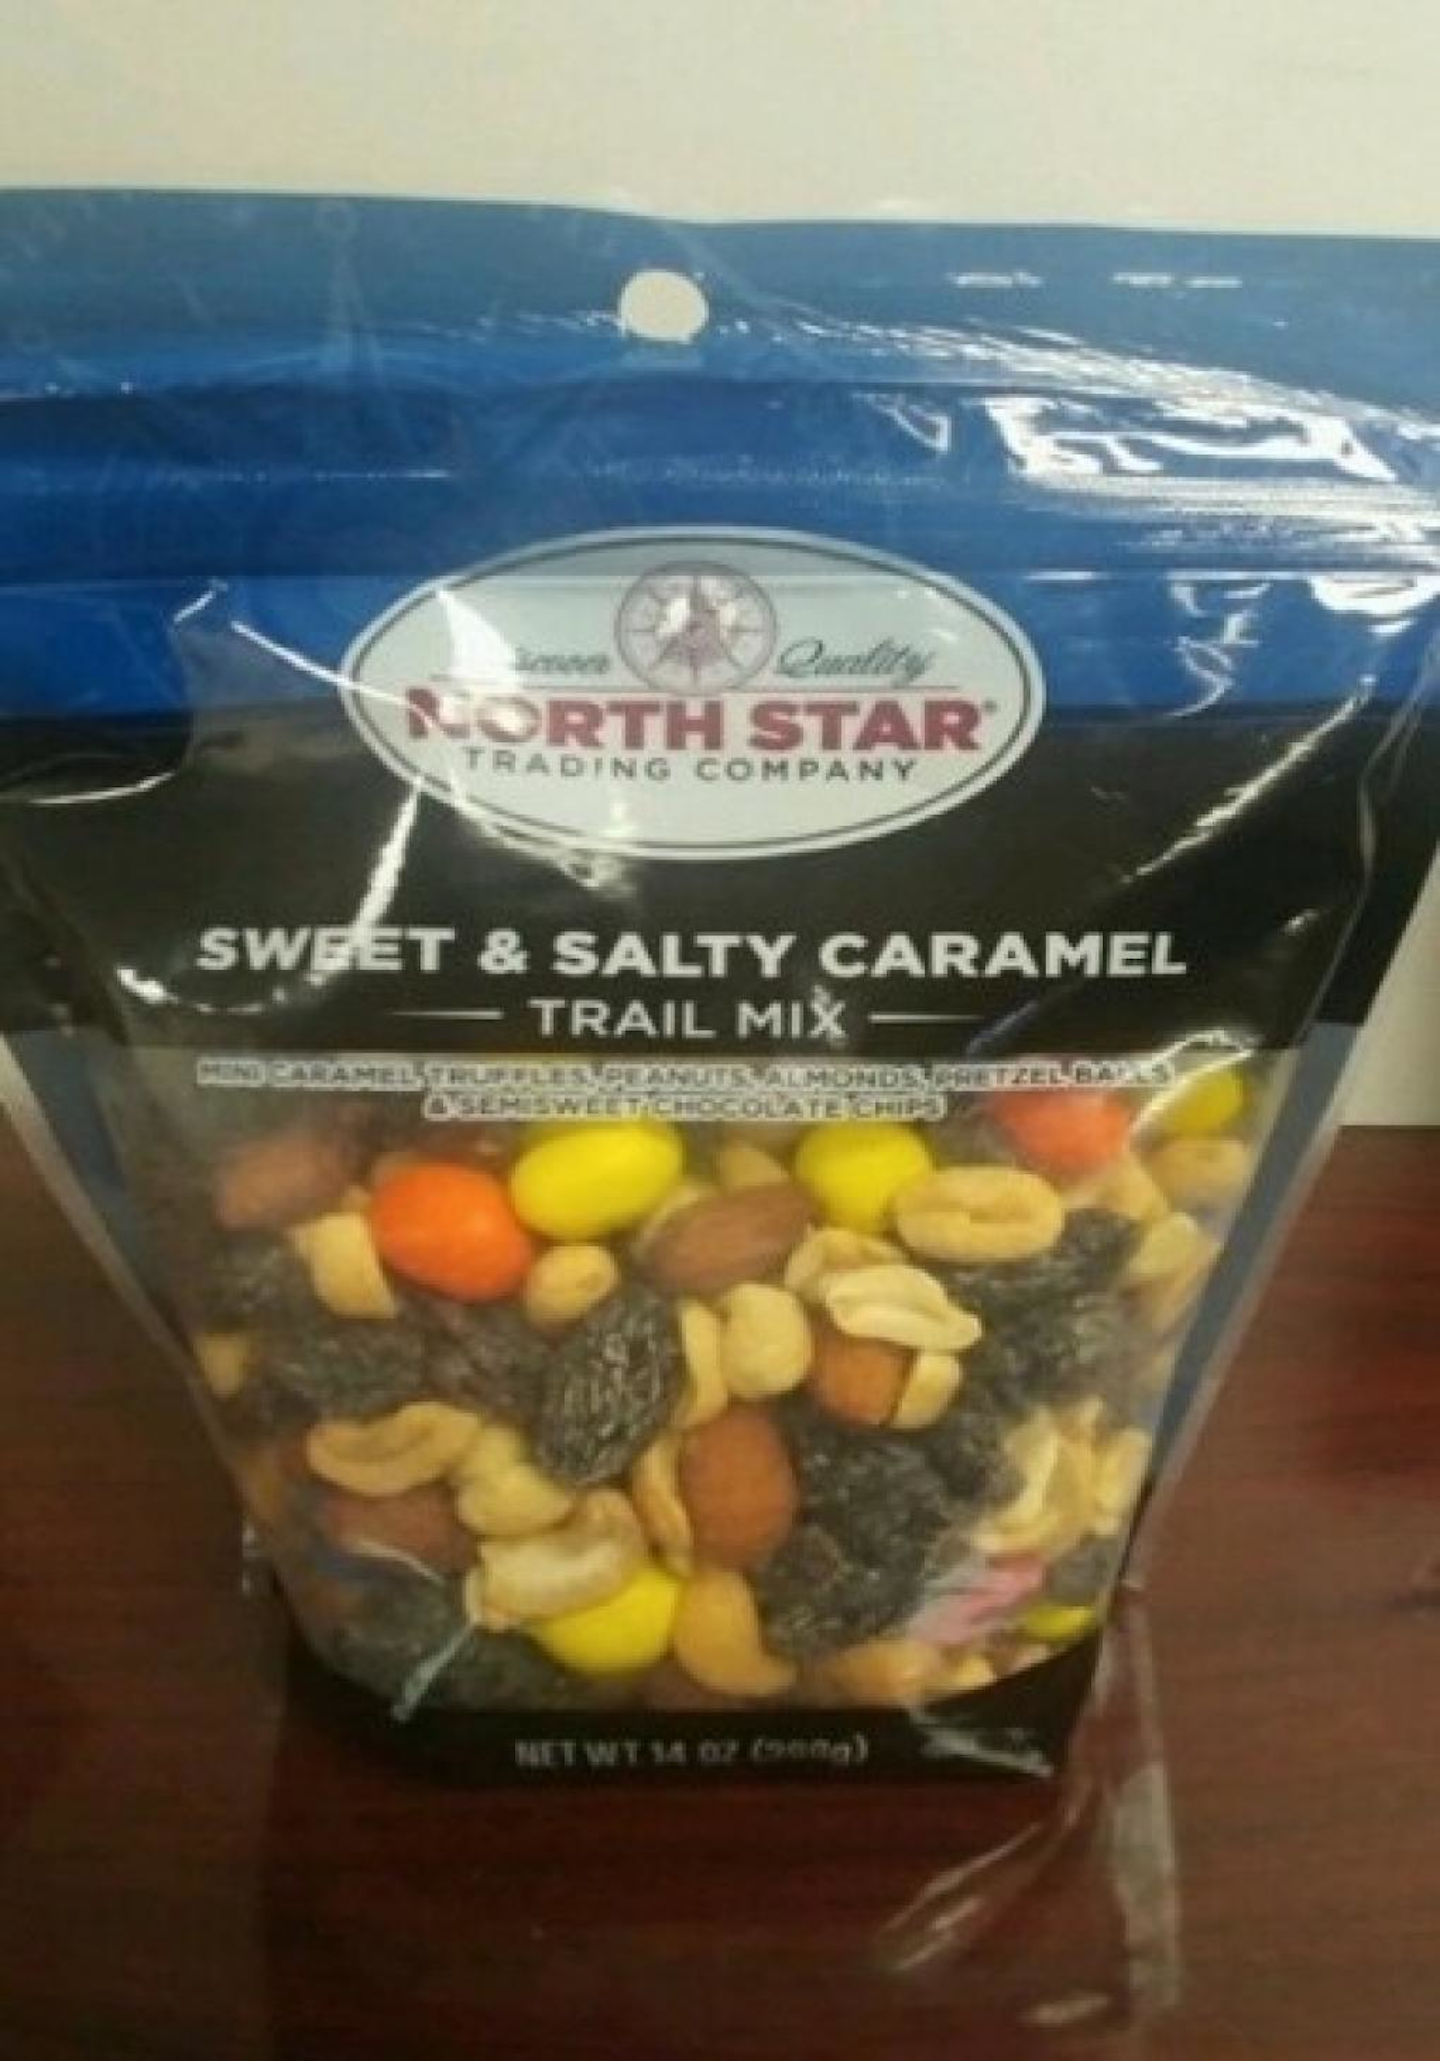 Quality
NORTH STAR®
TRADING COMPANY
SWEET & SALTY CARAMEL
TRAIL MIX
MINI CARAMEL TRUFFLES, PEANUTS, ALMONDS, PRETZEL BALLS
& SEMISWEET CHOCOLATE CHIPS
NET WT 14 OZ